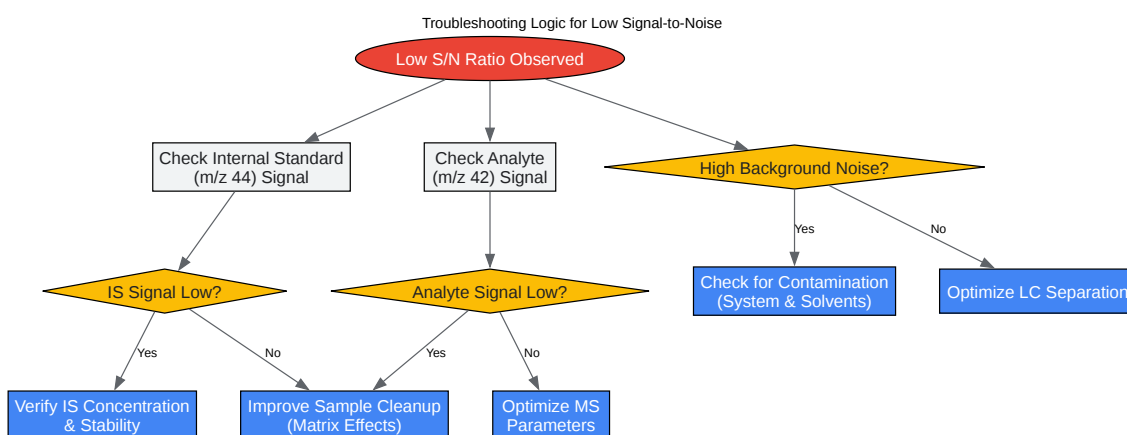 Troubleshooting Logic for Low Signal-to-Noise
Low S/N Ratio Observed
Check Internal Standard
(m/z 44) Signal
Check Analyte
(m/z 42) Signal
High Background Noise?
Yes
No
IS Signal Low?
Analyte Signal Low?
Check for Contamination
(System & Solvents)
Optimize LC Separation
Yes
No
Yes
No
Verify IS Concentration
& Stability
Improve Sample Cleanup
(Matrix Effects)
Optimize MS
Parameters